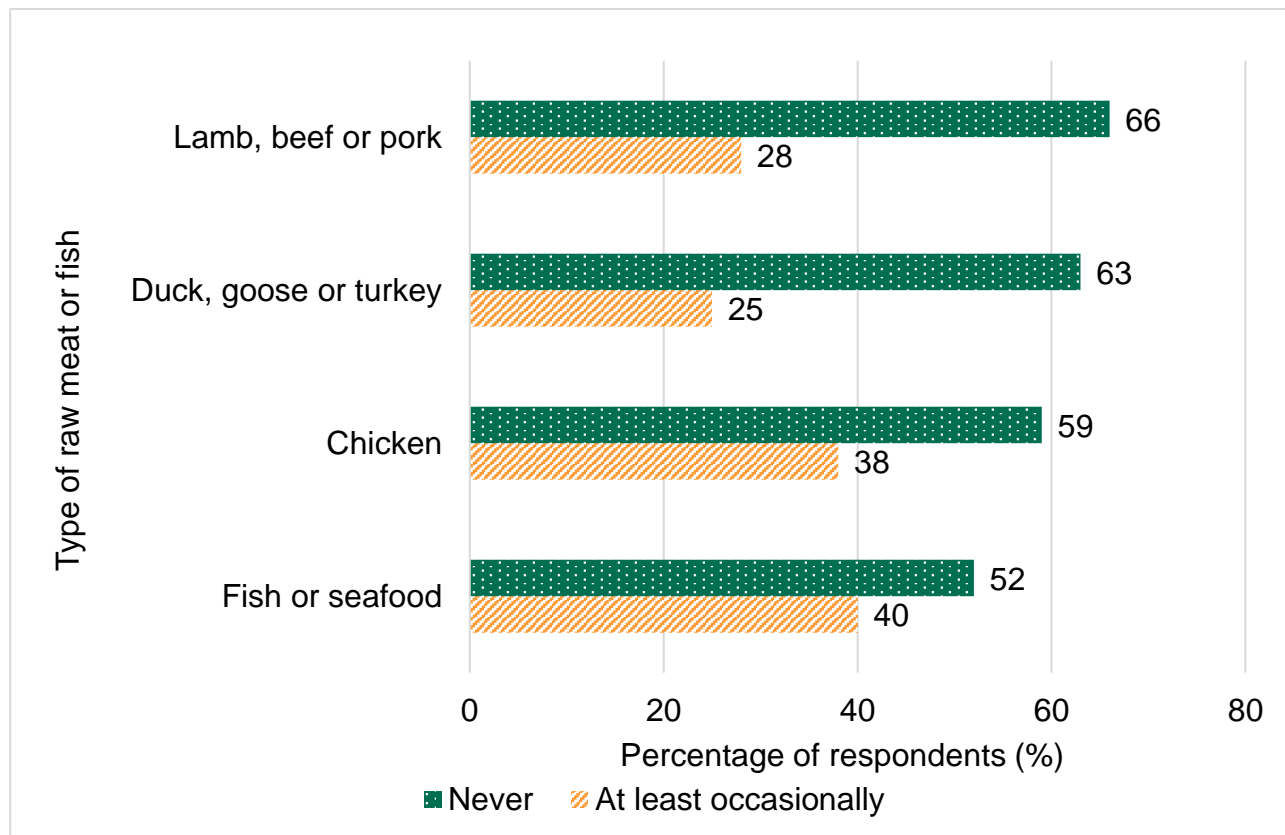 Type of raw meat or fish
Lamb, beef or pork
66
28
Duck, goose or turkey
63
25
Chicken
59
38
Fish or seafood
52
40
0 20 40 60 80
Percentage of respondents (%)
Never At least occasionally